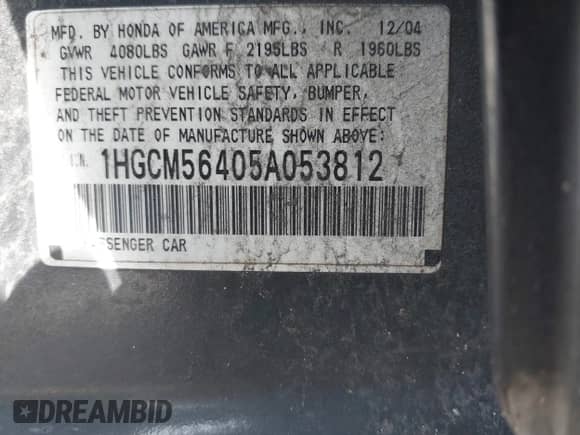 MFD. BY HONDA OF AMERICA MFG., INC. 12/04
GVWR 4080LBS GAWR F 2195LBS R 1960LBS
THIS VEHICLE CONFORMS TO ALL APPLICABLE
FEDERAL MOTOR VEHICLE SAFETY, BUMPER,
AND THEFT PREVENTION STANDARDS IN EFFECT
ON THE DATE OF MANUFACTURE SHOWN ABOVE:
1HGCM56405A053812
SENGER CAR
DREAMBID